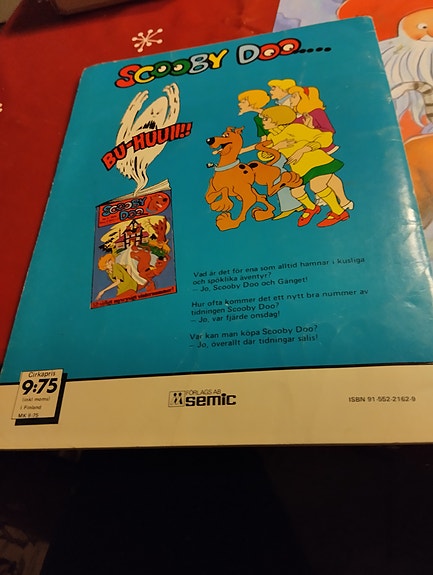 SCOOBY DOO....
BU-HUU!!!
SCOOBY
DOO
Vad är det för ena som alltid hamnar i kusliga
och spöklika äventyr?
— Jo, Scooby Doo och Gänget!
Hur ofta kommer det ett nytt bra nummer av
tidningen Scooby Doo?
— Jo, var fjärde onsdag!
Var kan man köpa Scooby Doo?
— Jo, överallt där tidningar säljs!
Cirkapris
9:75
(inkl moms)
I Finland
MK 9:75
FÖRLAGS AB
semic
ISBN 91-552-2162-9